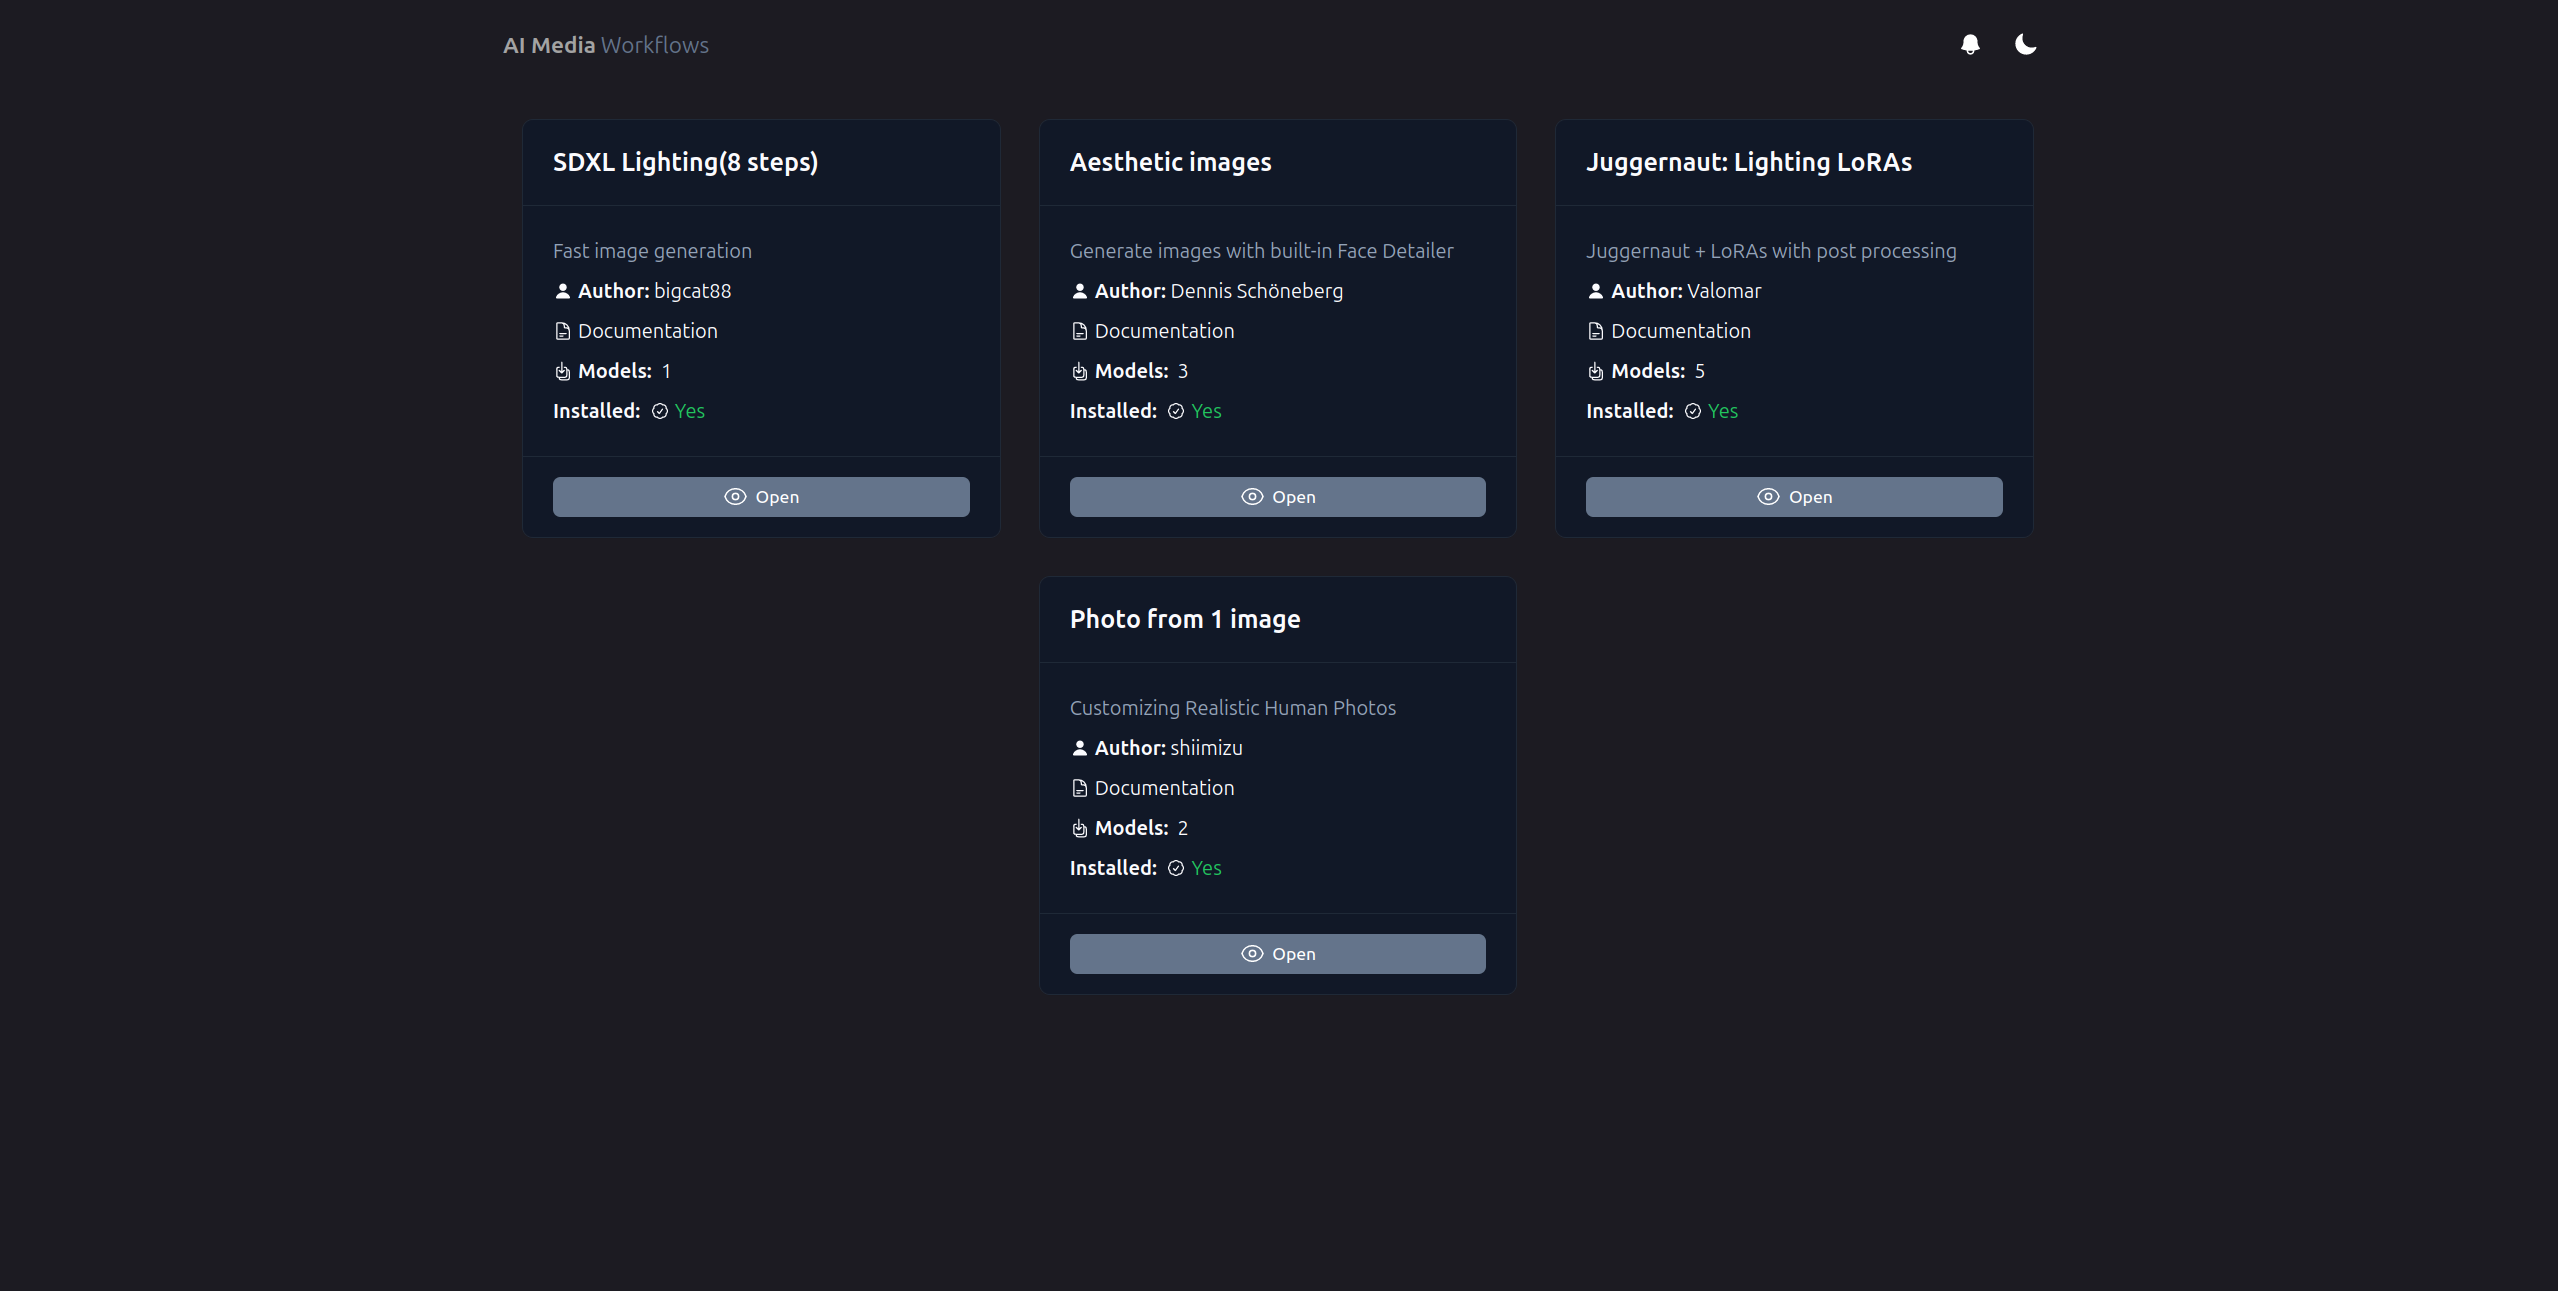 AI Media Workflows
SDXL Lighting(8 steps)
Fast image generation
Author: bigcat88
Documentation
Models: 1
Installed: Yes
Open
Aesthetic images
Generate images with built-in Face Detailer
Author: Dennis Schöneberg
Documentation
Models: 3
Installed: Yes
Open
Juggernaut: Lighting LoRAs
Juggernaut + LoRAs with post processing
Author: Valomar
Documentation
Models: 5
Installed: Yes
Open
Photo from 1 image
Customizing Realistic Human Photos
Author: shiimizu
Documentation
Models: 2
Installed: Yes
Open